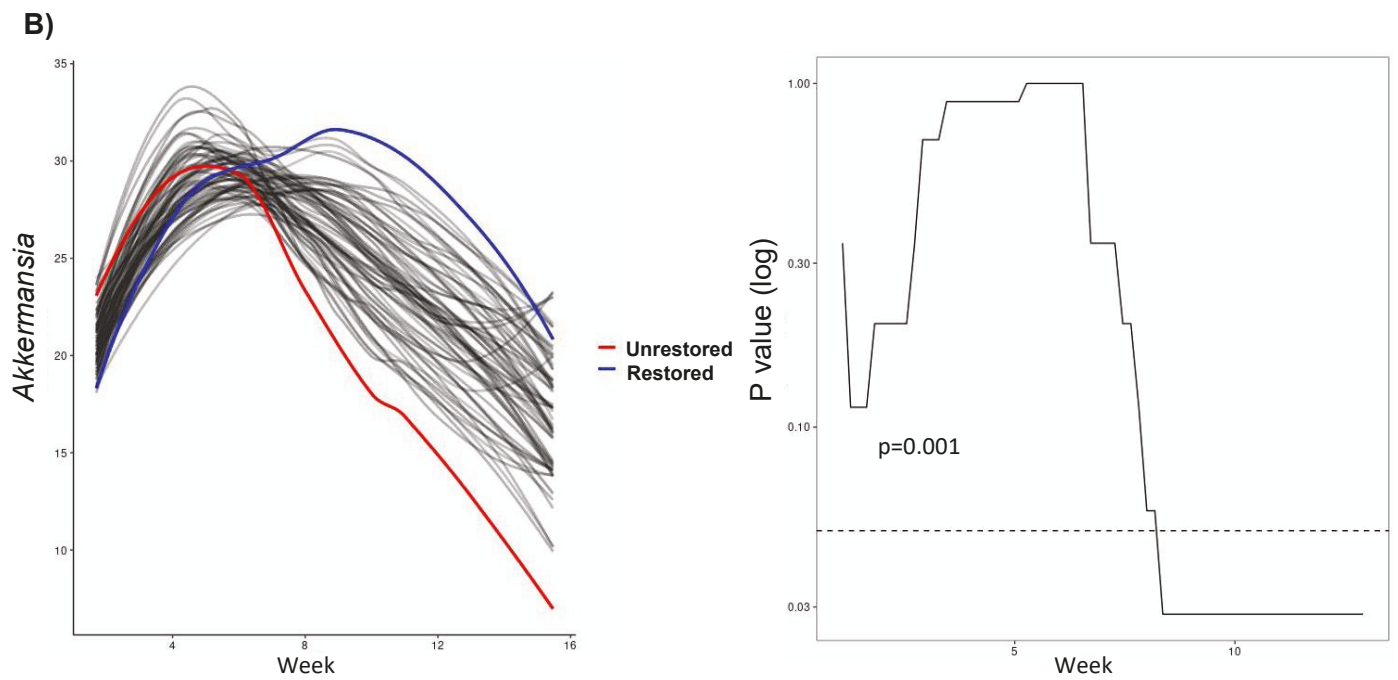 B)
35
30
25
20
15
10
Akkermansia
4
8
12
16
Week
Unrestored
Restored
1.00
0.30
0.10
0.03
P value (log)
p=0.001
5
10
Week